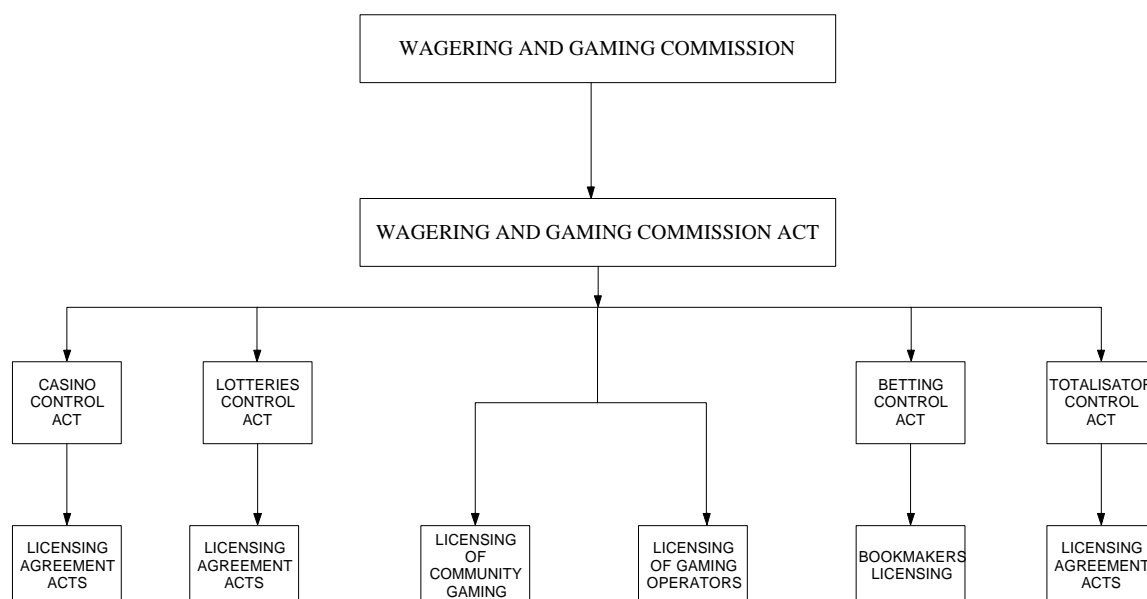 WAGERING AND GAMING COMMISSION
WAGERING AND GAMING COMMISSION ACT
CASINO
CONTROL
ACT
LOTTERIES
CONTROL
ACT
BETTING
CONTROL
ACT
TOTALISATOR
CONTROL
ACT
LICENSING
AGREEMENT
ACTS
LICENSING
AGREEMENT
ACTS
LICENSING
OF
COMMUNITY
GAMING
LICENSING
OF GAMING
OPERATORS
BOOKMAKERS
LICENSING
LICENSING
AGREEMENT
ACTS